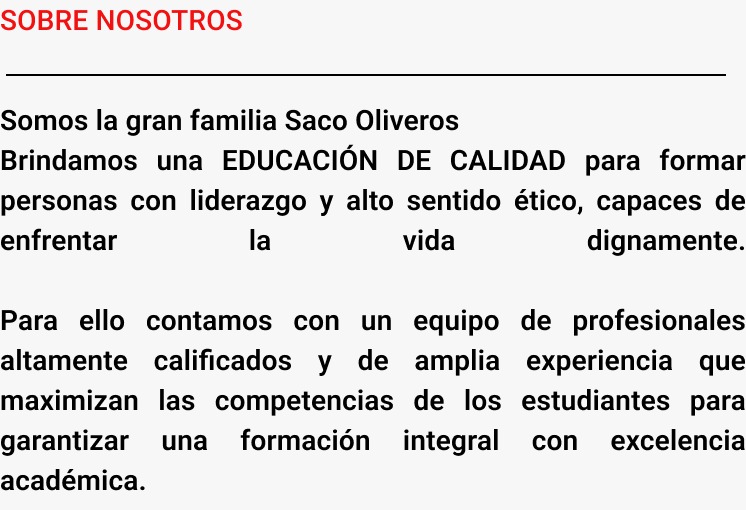 SOBRE NOSOTROS
Somos la gran familia Saco Oliveros
Brindamos una EDUCACIÓN DE CALIDAD para formar
personas con liderazgo y alto sentido ético, capaces de
enfrentar la vida dignamente.
Para ello contamos con un equipo de profesionales
altamente calificados y de amplia experiencia que
maximizan las competencias de los estudiantes para
garantizar una formación integral con excelencia
académica.